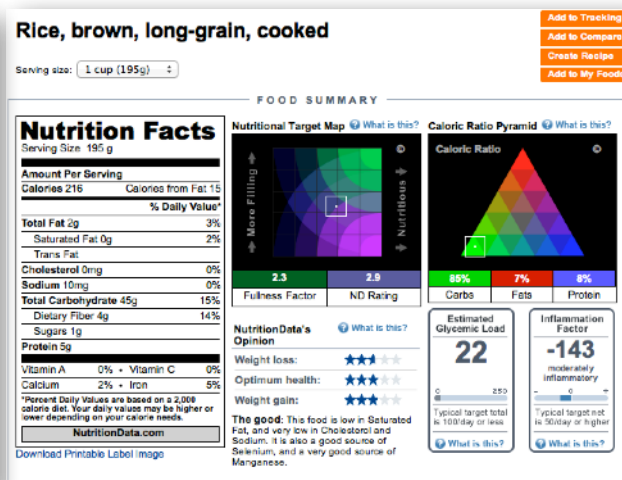 Rice, brown, long-grain, cooked
Add to Tracking
Add to Compare
Create Recipe
Add to My Foods
Serving size: 1 cup (195g)
FOOD SUMMARY
Nutrition Facts
Serving Size 195 g
Amount Per Serving
Calories 216 Calories from Fat 15
% Daily Value*
Total Fat 2g 3%
Saturated Fat 0g 2%
Trans Fat
Cholesterol 0mg 0%
Sodium 10mg 0%
Total Carbohydrate 45g 15%
Dietary Fiber 4g 14%
Sugars 1g
Protein 5g
Vitamin A 0% • Vitamin C 0%
Calcium 2% • Iron 5%
*Percent Daily Values are based on a 2,000
calorie diet. Your daily values may be higher or
lower depending on your calorie needs.
NutritionData.com
Download Printable Label Image
Nutritional Target Map What is this?
More Filling
Nutritious
©
2.3 2.9
Fullness Factor ND Rating
NutritionData's
Opinion
What is this?
Weight loss:
Optimum health:
Weight gain:
The good: This food is low in Saturated
Fat, and very low in Cholesterol and
Sodium. It is also a good source of
Selenium, and a very good source of
Manganese.
Caloric Ratio Pyramid What is this?
Caloric Ratio ©
85% 7% 8%
Carbs Fats Protein
Estimated
Glycemic Load
22
0 250
Typical target total
is 100/day or less
What is this?
Inflammation
Factor
-143
moderately
inflammatory
- 0 +
Typical target net
is 50/day or higher
What is this?